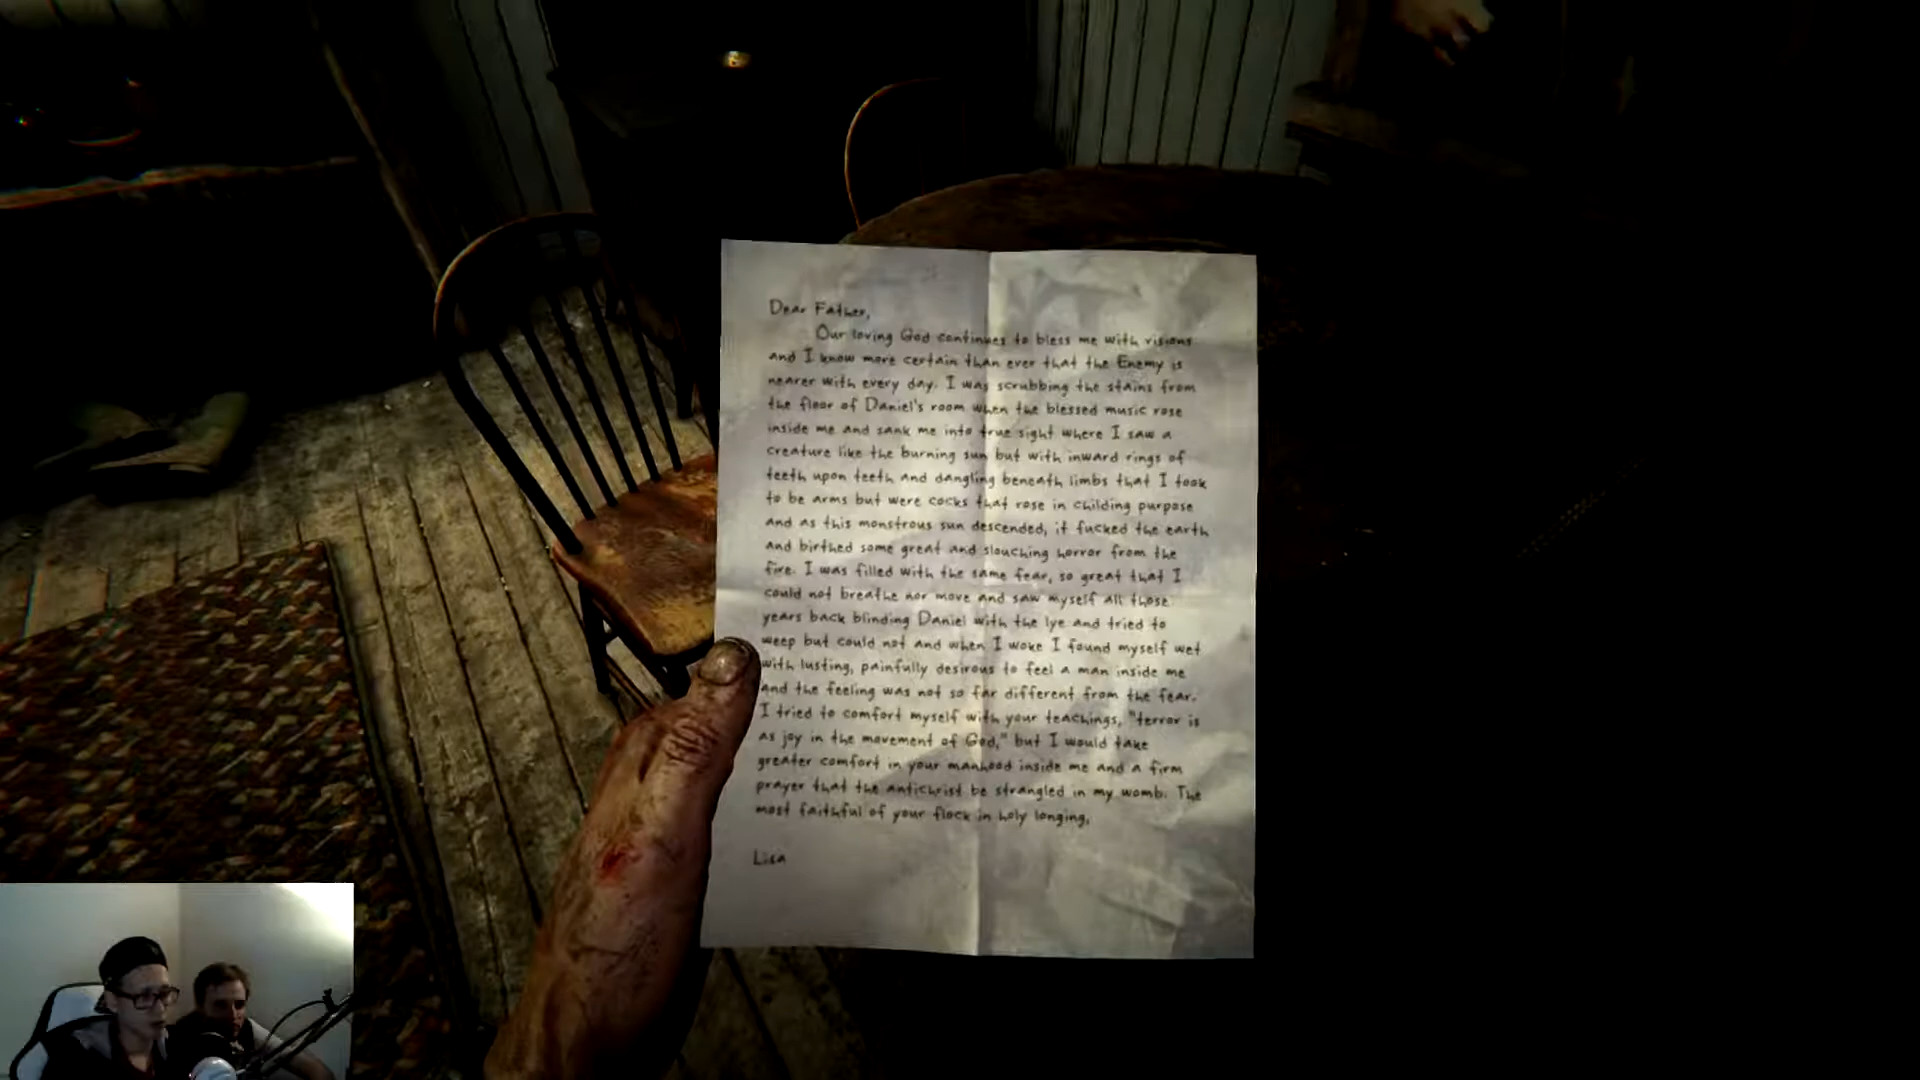 Dear Father,
Our loving God continues to bless me with visions
and I know more certain than ever that the Enemy is
nearer with every day. I was scrubbing the stains from
the floor of Daniel's room when the blessed music rose
inside me and sank me into true sight where I saw a
creature like the burning sun but with inward rings of
teeth upon teeth and dangling beneath limbs that I took
to be arms but were cocks that rose in childing purpose
and as this monstrous sun descended, it fucked the earth
and birthed some great and slouching horror from the
fire. I was filled with the same fear, so great that I
could not breathe nor move and saw myself all those
years back blinding Daniel with the lye and tried to
weep but could not and when I woke I found myself wet
with lusting, painfully desirous to feel a man inside me
and the feeling was not so far different from the fear.
I tried to comfort myself with your teachings, "terror is
as joy in the movement of God," but I would take
greater comfort in your manhood inside me and a firm
prayer that the antichrist be strangled in my womb. The
most faithful of your flock in holy longing,
Lisa